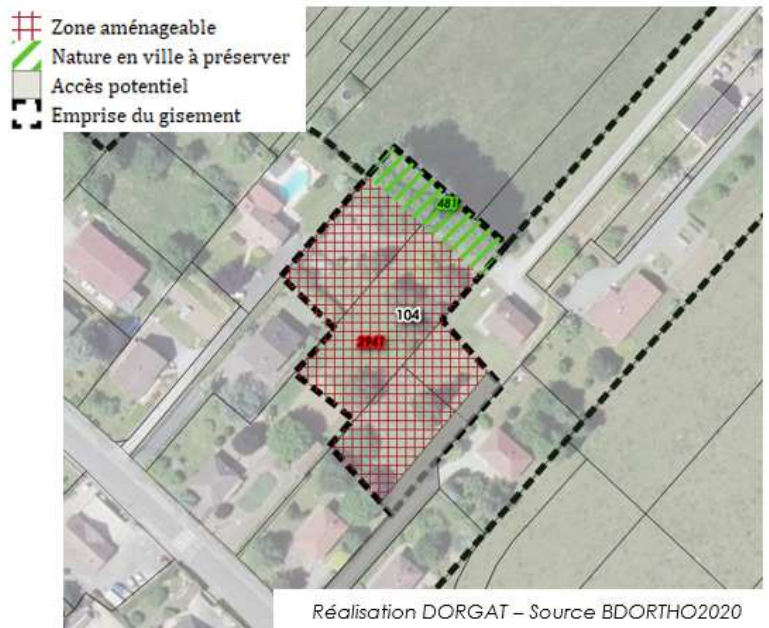 Zone aménageable
Nature en ville à préserver
Accès potentiel
Emprise du gisement
481
104
2941
Réalisation DORGAT – Source BDORTHO2020